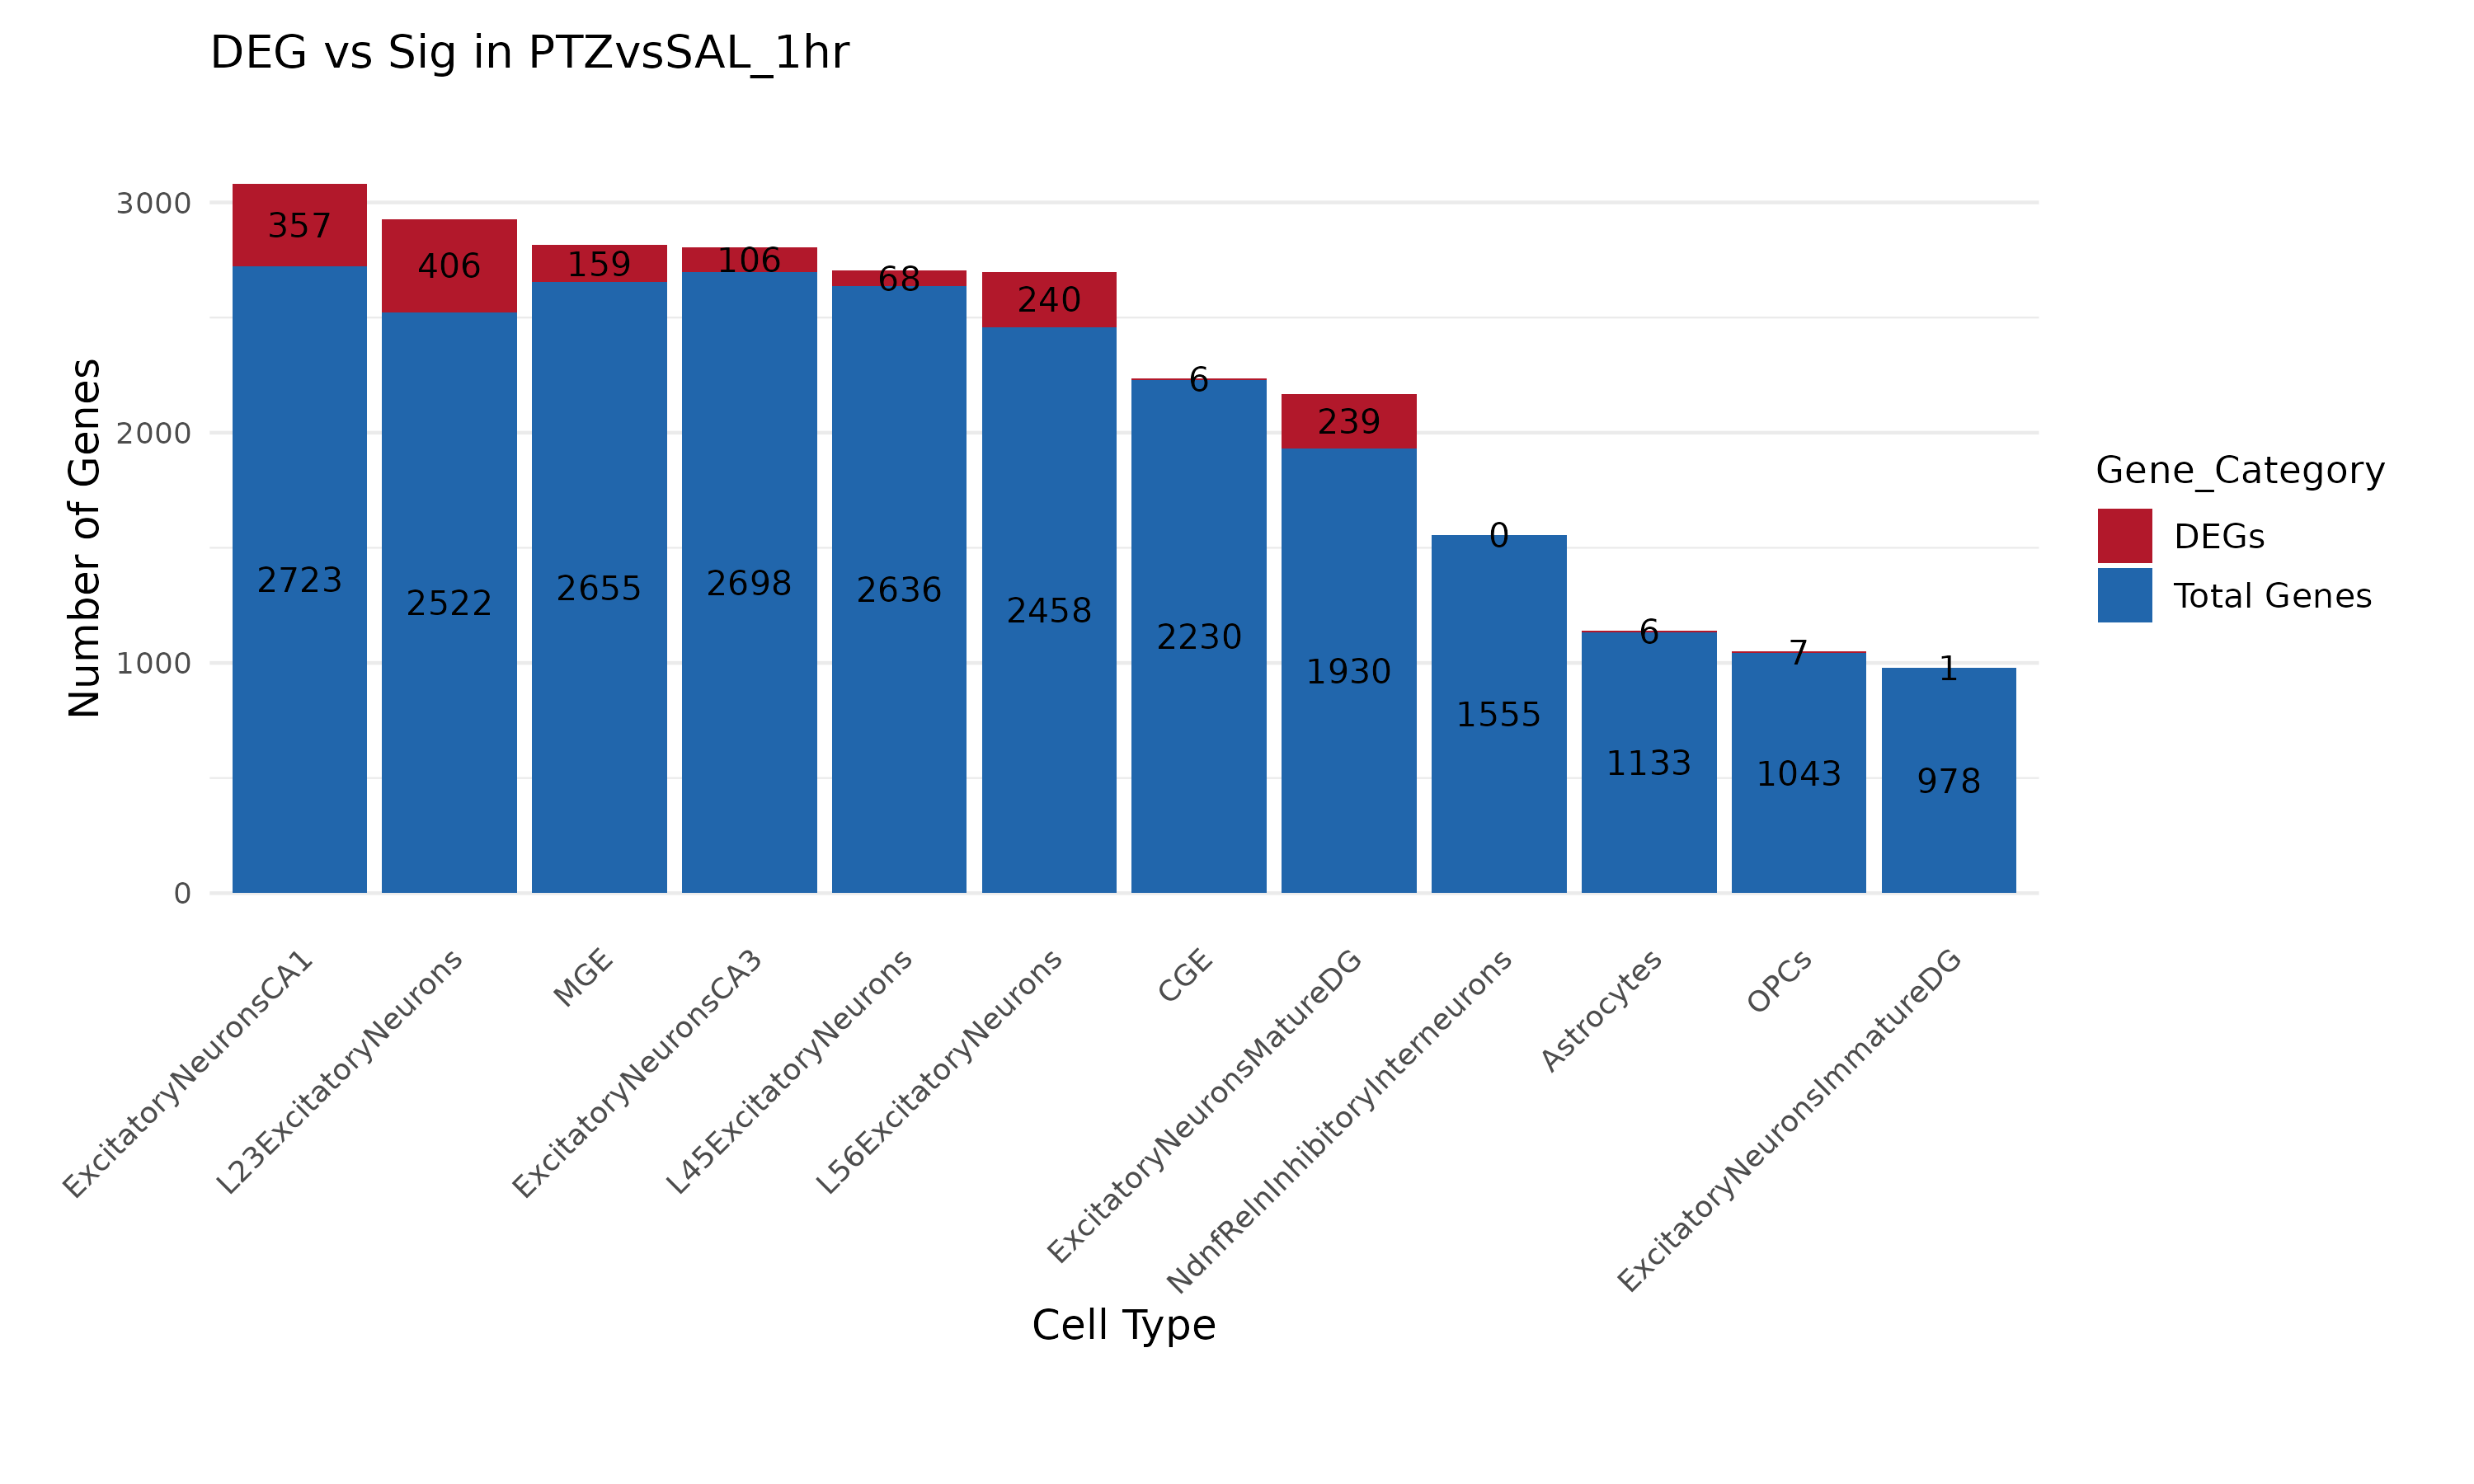 DEG vs Sig in PTZvsSAL_1hr
Number of Genes
3000
2000
1000
0
357
406
159
106
68
240
6
239
0
6
7
1
2723
2522
2655
2698
2636
2458
2230
1930
1555
1133
1043
978
ExcitatoryNeuronsCA1
L23ExcitatoryNeurons
MGE
ExcitatoryNeuronsCA3
L45ExcitatoryNeurons
L56ExcitatoryNeurons
CGE
ExcitatoryNeuronsMatureDG
NdnfRelnInhibitoryInterneurons
Astrocytes
OPCs
ExcitatoryNeuronsImmatureDG
Cell Type
Gene_Category
DEGs
Total Genes